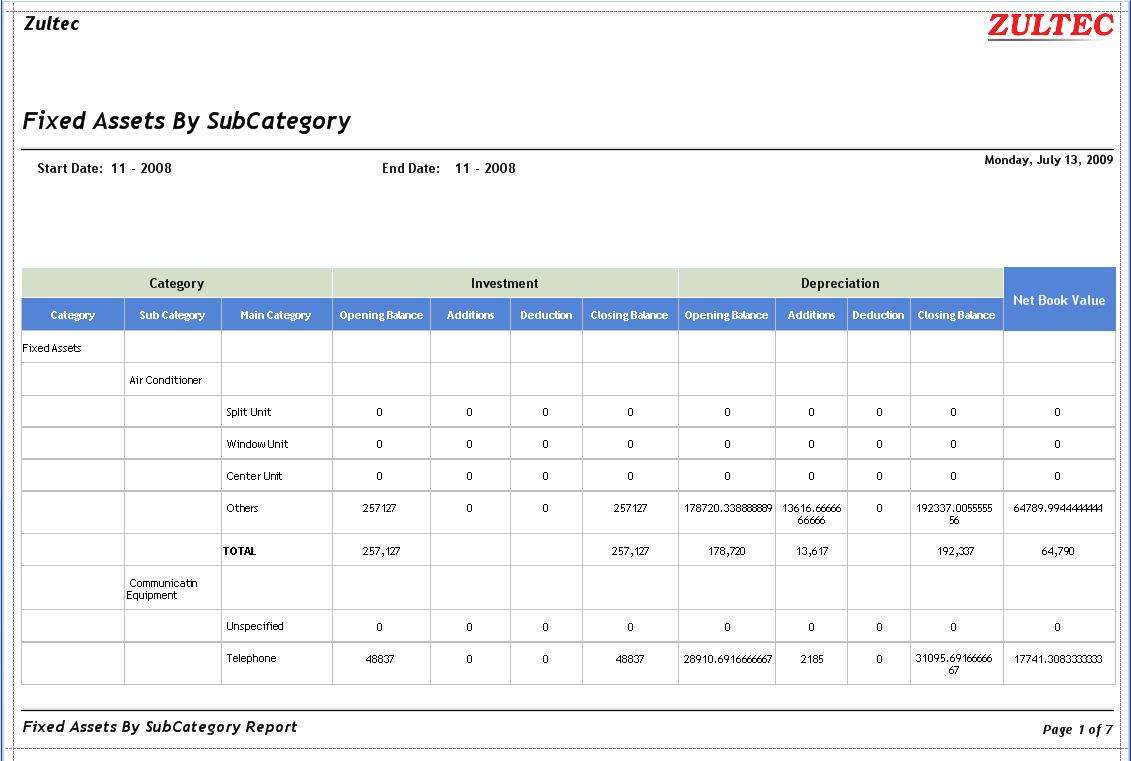 Zultec
ZULTEC
Fixed Assets By SubCategory
Start Date: 11 - 2008 End Date: 11 - 2008 Monday, July 13, 2009
Category Investment Depreciation Net Book Value
Category Sub Category Main Category Opening Balance Additions Deduction Closing Balance Opening Balance Additions Deduction Closing Balance
Fixed Assets
Air Conditioner
Split Unit 0 0 0 0 0 0 0 0 0
Window Unit 0 0 0 0 0 0 0 0 0
Center Unit 0 0 0 0 0 0 0 0 0
Others 257127 0 0 257127 178720.338888889 13616.6666 0 192337.0055555 64789.9944444444
66666 56
TOTAL 257,127 257,127 178,720 13,617 192,337 64,790
Communicatin
Equipment
Unspecified 0 0 0 0 0 0 0 0 0
Telephone 48837 0 0 48837 28910.6916666667 2185 0 31095.69166666 17741.3083333333
67
Fixed Assets By SubCategory Report Page 1 of 7